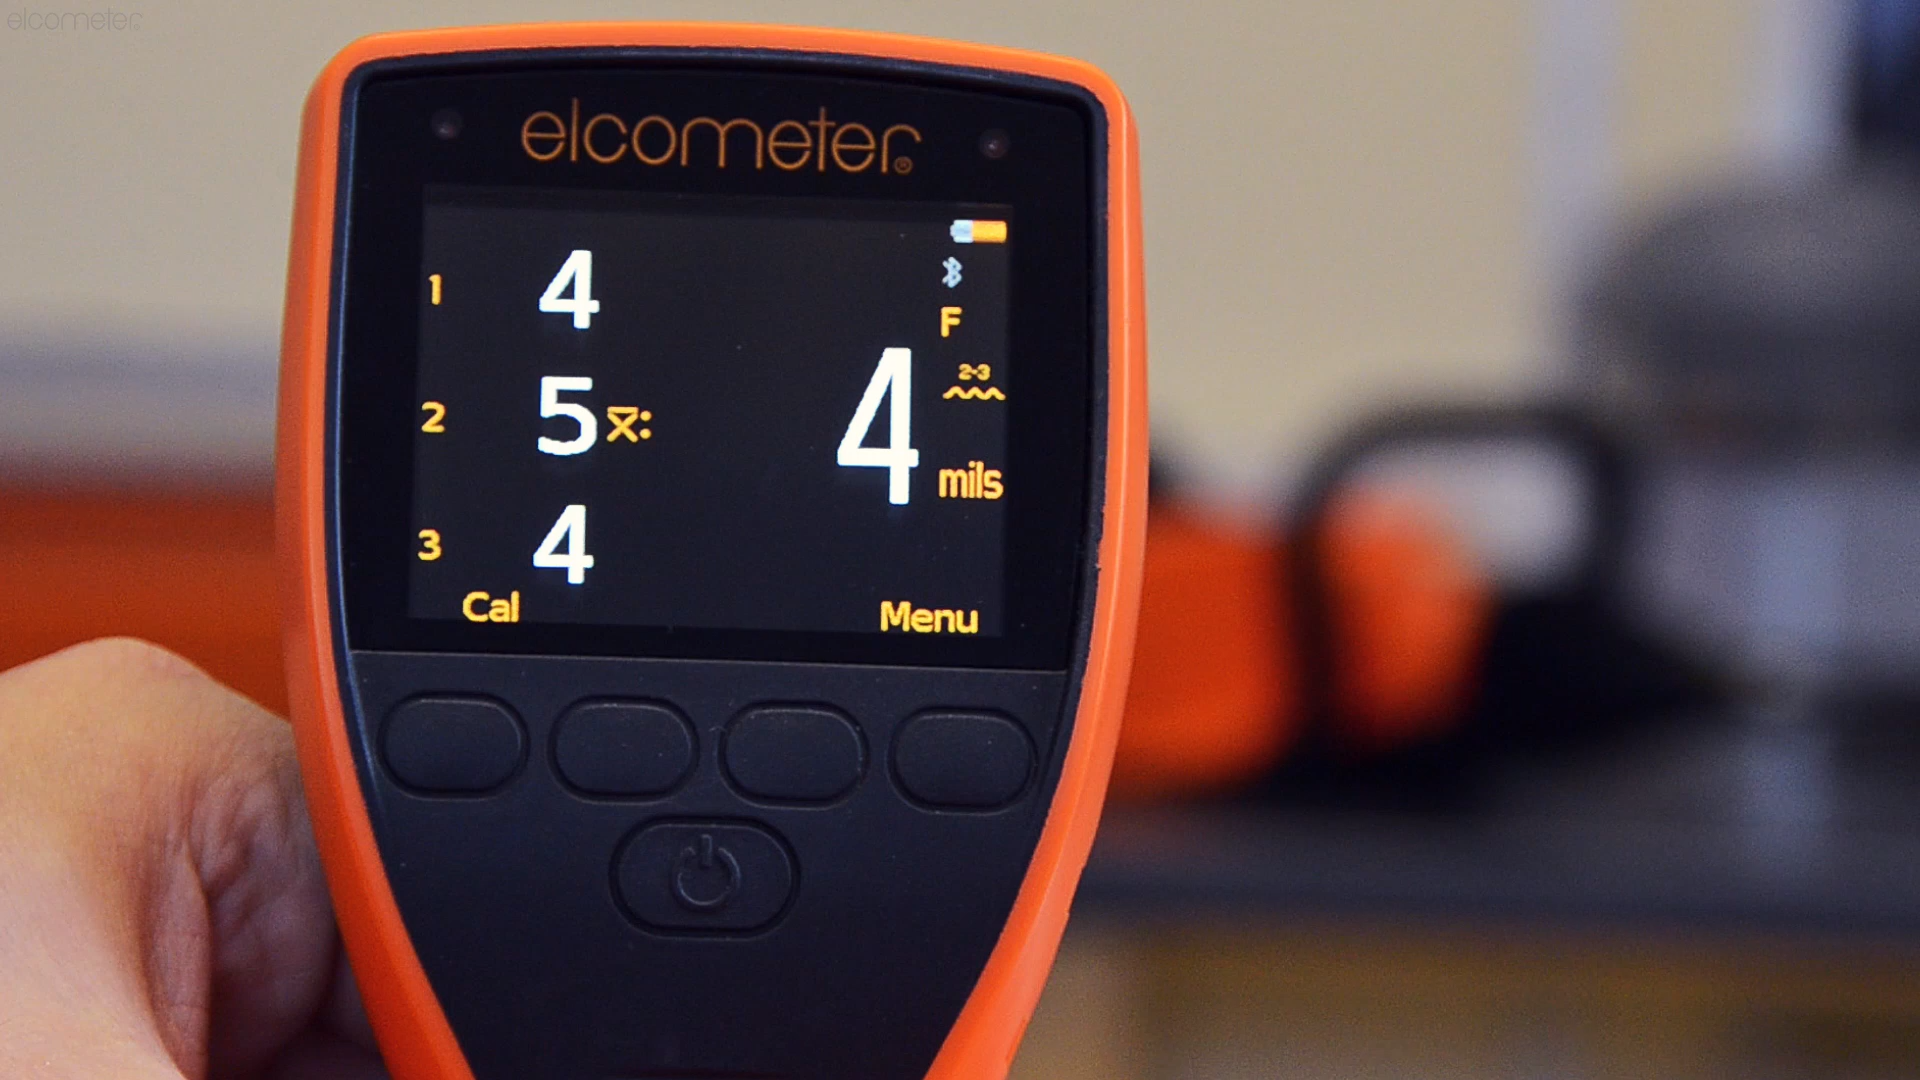 elcometer
elcometer®
1 4
F
2-3
2 5 x̄: 4 mils
3 4
Cal Menu